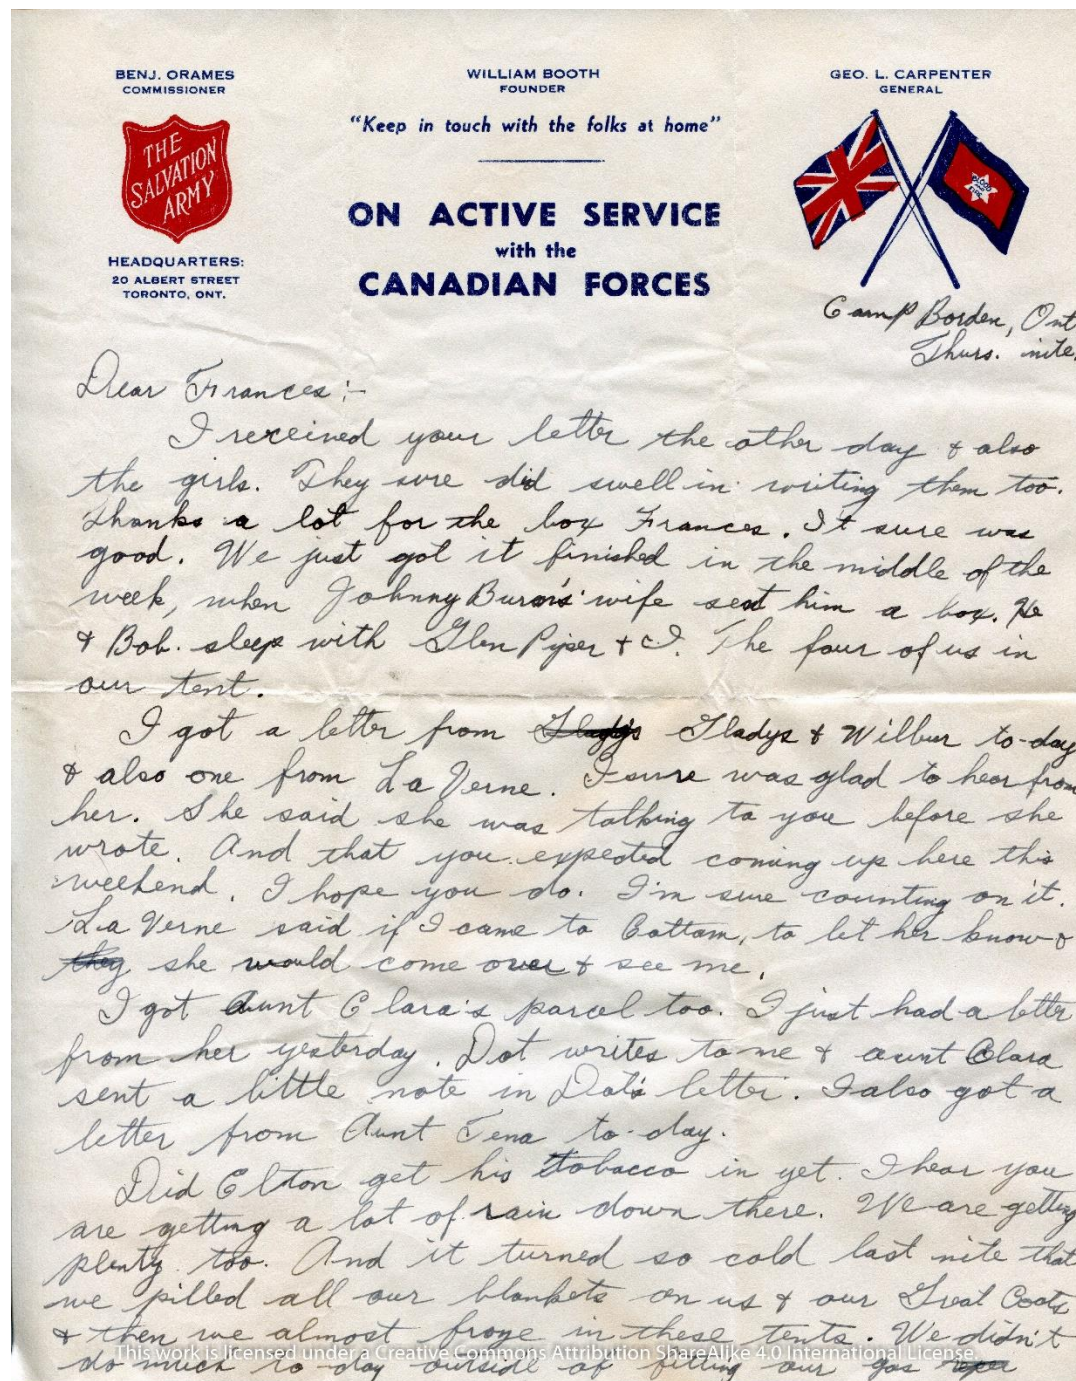 BENJ. ORAMES
COMMISSIONER
THE
SALVATION
ARMY
HEADQUARTERS:
20 ALBERT STREET
TORONTO, ONT.
WILLIAM BOOTH
FOUNDER
"Keep in touch with the folks at home"
ON ACTIVE SERVICE
with the
CANADIAN FORCES
GEO. L. CARPENTER
GENERAL
BLOOD
AND
FIRE
Camp Borden, Ont
Thurs. nite.
Dear Frances:-
I received your letter the other day & also
the girls. They sure did swell in writing them too.
Thanks a lot for the box Frances. It sure was
good. We just got it finished in the middle of the
week, when Johnny Burns' wife sent him a box. He
& Bob. sleep with Glen Piper & I. The four of us in
our tent.
I got a letter from Gladys Gladys & Wilbur to-day
& also one from La Verne. I sure was glad to hear from
her. She said she was talking to you before she
wrote. And that you expected coming up here this
weekend. I hope you do. I'm sure counting on it.
La Verne said if I came to Cottam, to let her know &
they she would come over & see me.
I got Aunt Clara's parcel too. I just had a letter
from her yesterday. Dot writes to me & aunt Clara
sent a little note in Dot's letter. I also got a
letter from Aunt Tena to-day.
Did Elton get his tobacco in yet. I hear you
are getting a lot of rain down there. We are getting
plenty too. And it turned so cold last nite that
we pilled all our blankets on us & our Great Coats
& then we almost froze in these tents. We didn't
do much to-day outside of fitting our gas
This work is licensed under a Creative Commons Attribution ShareAlike 4.0 International License.